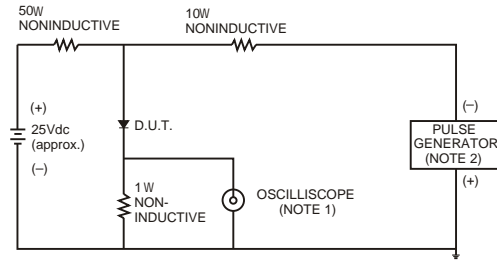 50W
NONINDUCTIVE
10W
NONINDUCTIVE
(+)
25Vdc
(approx.)
(–)
D.U.T.
1W
NON-
INDUCTIVE
OSCILLISCOPE
(NOTE 1)
(–)
PULSE
GENERATOR
(NOTE 2)
(+)